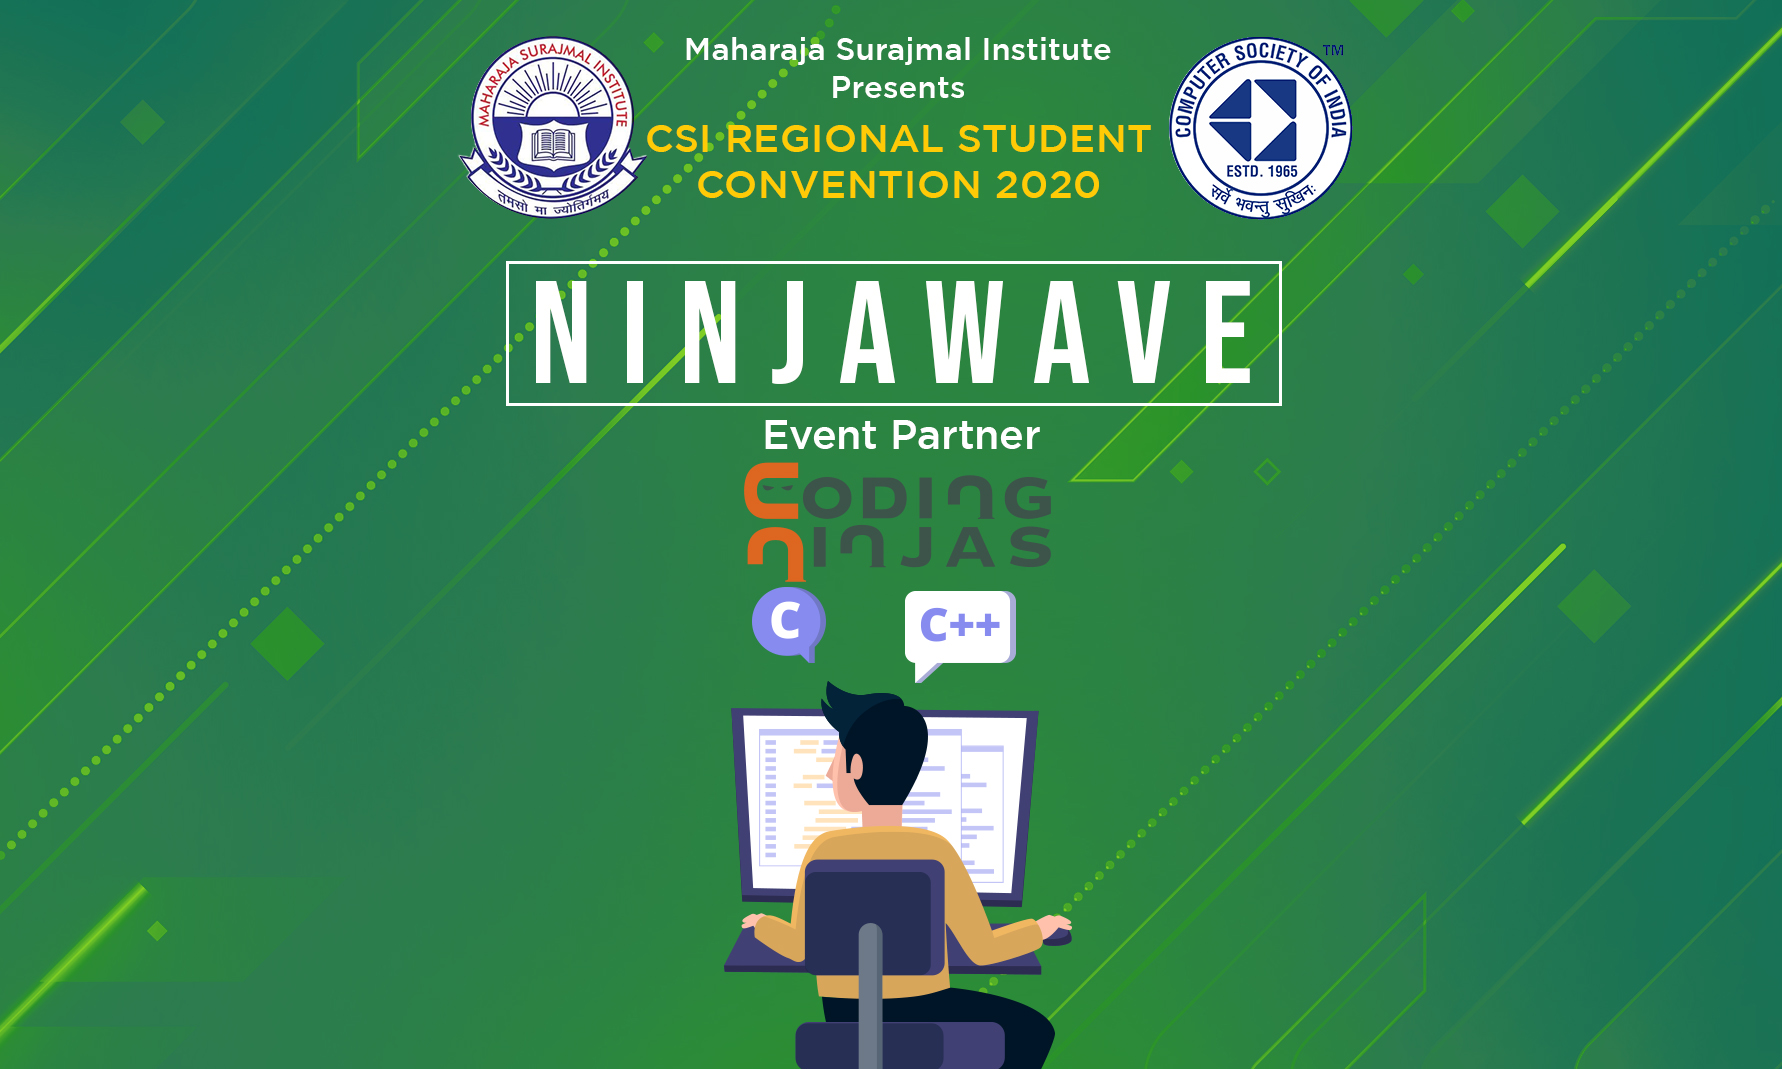 MAHARAJA SURAJMAL INSTITUTE
तमसो मा ज्योतिर्गमय
Maharaja Surajmal Institute
Presents
CSI REGIONAL STUDENT
CONVENTION 2020
COMPUTER SOCIETY OF INDIA
TM
ESTD. 1965
सर्वे भवन्तु सुखिनः
NINJAWAVE
Event Partner
CODING
NINJAS
C
C++